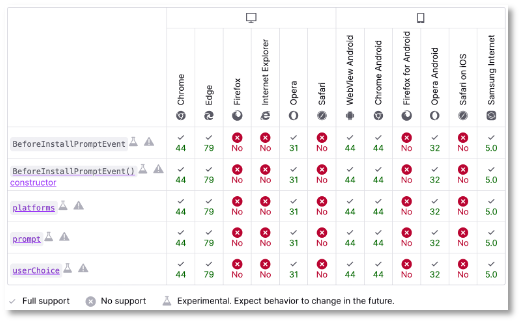 Chrome Edge Firefox Internet Explorer Opera Safari WebView Android Chrome Android Firefox for Android Opera Android Safari on iOS Samsung Internet
BeforeInstallPromptEvent 44 79 No No 31 No 44 44 No 32 No 5.0
BeforeInstallPromptEvent() constructor 44 79 No No 31 No 44 44 No 32 No 5.0
platforms 44 79 No No 31 No 44 44 No 32 No 5.0
prompt 44 79 No No 31 No 44 44 No 32 No 5.0
userChoice 44 79 No No 31 No 44 44 No 32 No 5.0
Full support No support Experimental. Expect behavior to change in the future.